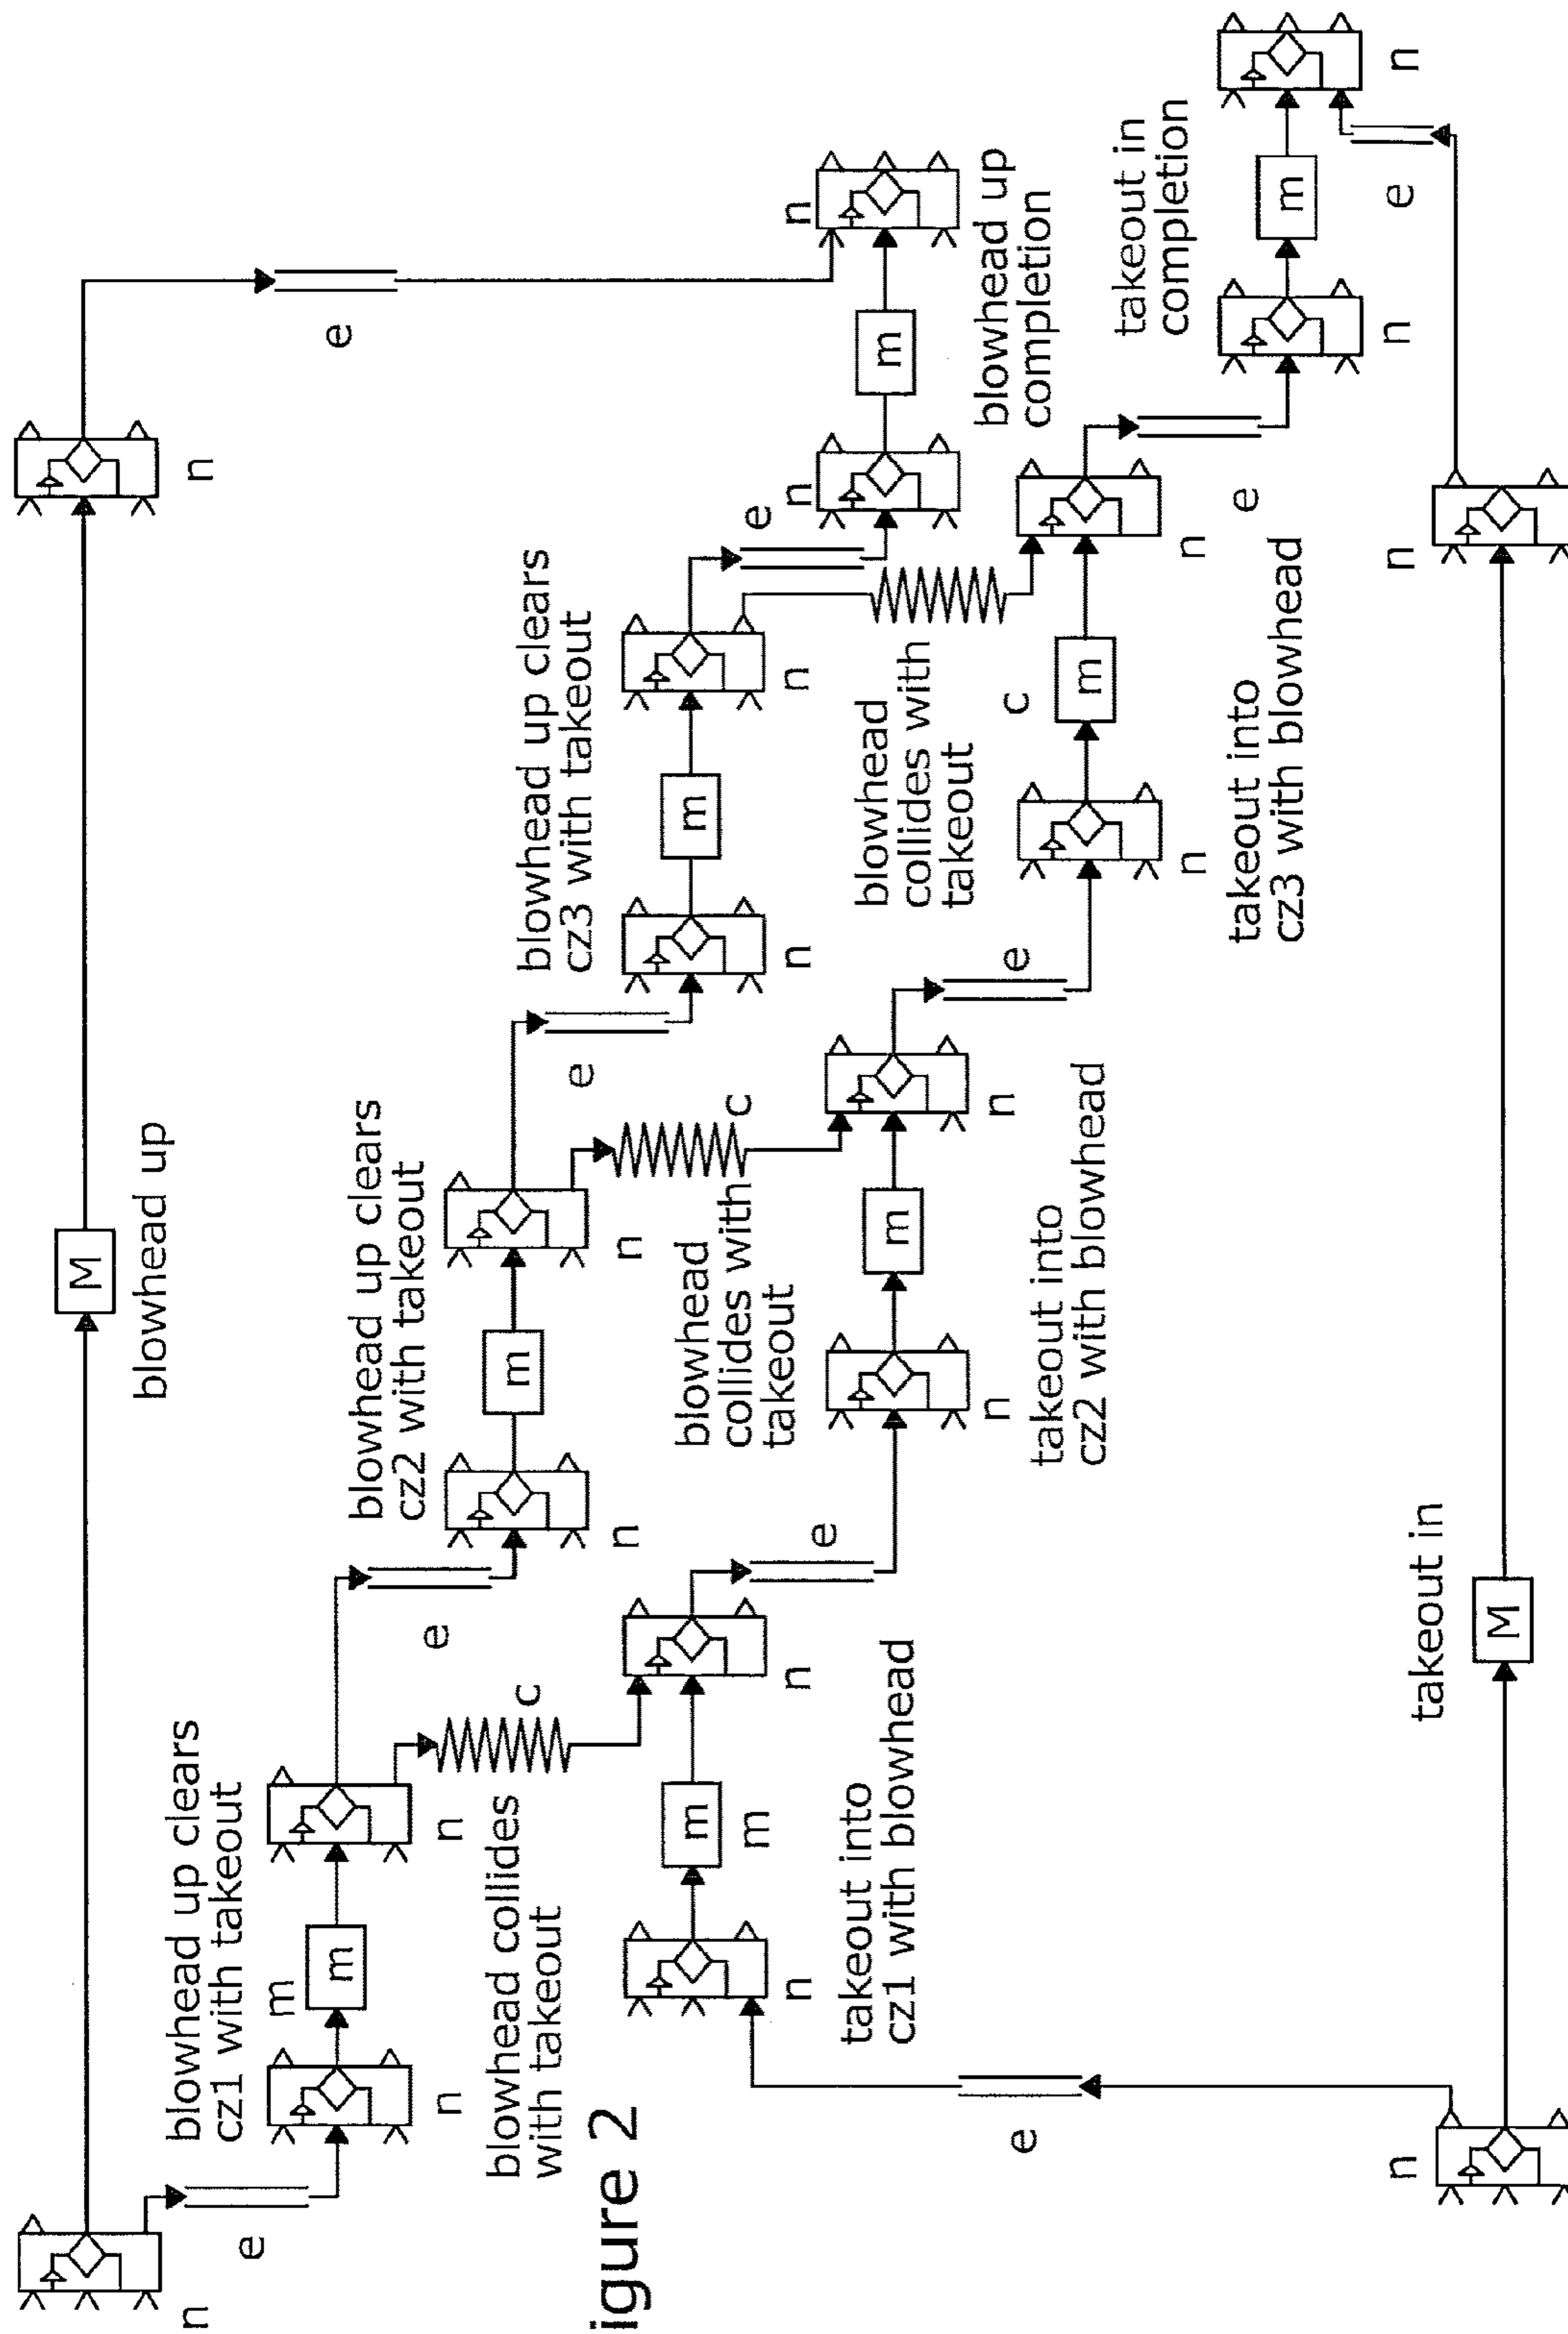 M
blowhead up
n
n
blowhead up clears
cz1 with takeout
e
m
m
e
blowhead up clears
cz2 with takeout
e
n
n
blowhead collides
with takeout
m
c
blowhead up clears
cz3 with takeout
e
igure 2
n
n
m
m
blowhead
collides with
takeout
c
m
e
n
n
n
n
n
n
e
takeout into
cz1 with blowhead
blowhead
collides with
takeout
m
m
blowhead up
completion
n
n
e
e
c
takeout into
cz2 with blowhead
m
takeout in
completion
n
n
takeout into
cz3 with blowhead
e
m
n
n
n
e
n
takeout in
M